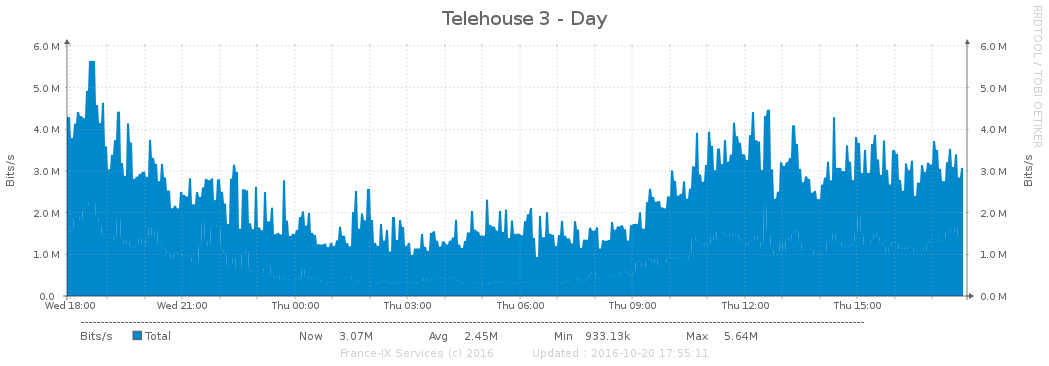 Telehouse 3 - Day
RRDTOOL / TOBI OETIKER
Bits/s
6.0 M 6.0 M
5.0 M 5.0 M
4.0 M 4.0 M
3.0 M 3.0 M
2.0 M 2.0 M
1.0 M 1.0 M
0.0 0.0 M
Bits/s
Wed 18:00 Wed 21:00 Thu 00:00 Thu 03:00 Thu 06:00 Thu 09:00 Thu 12:00 Thu 15:00
Bits/s Total Now 3.07M Avg 2.45M Min 933.13k Max 5.64M
France-IX Services (c) 2016 Updated : 2016-10-20 17:55:11